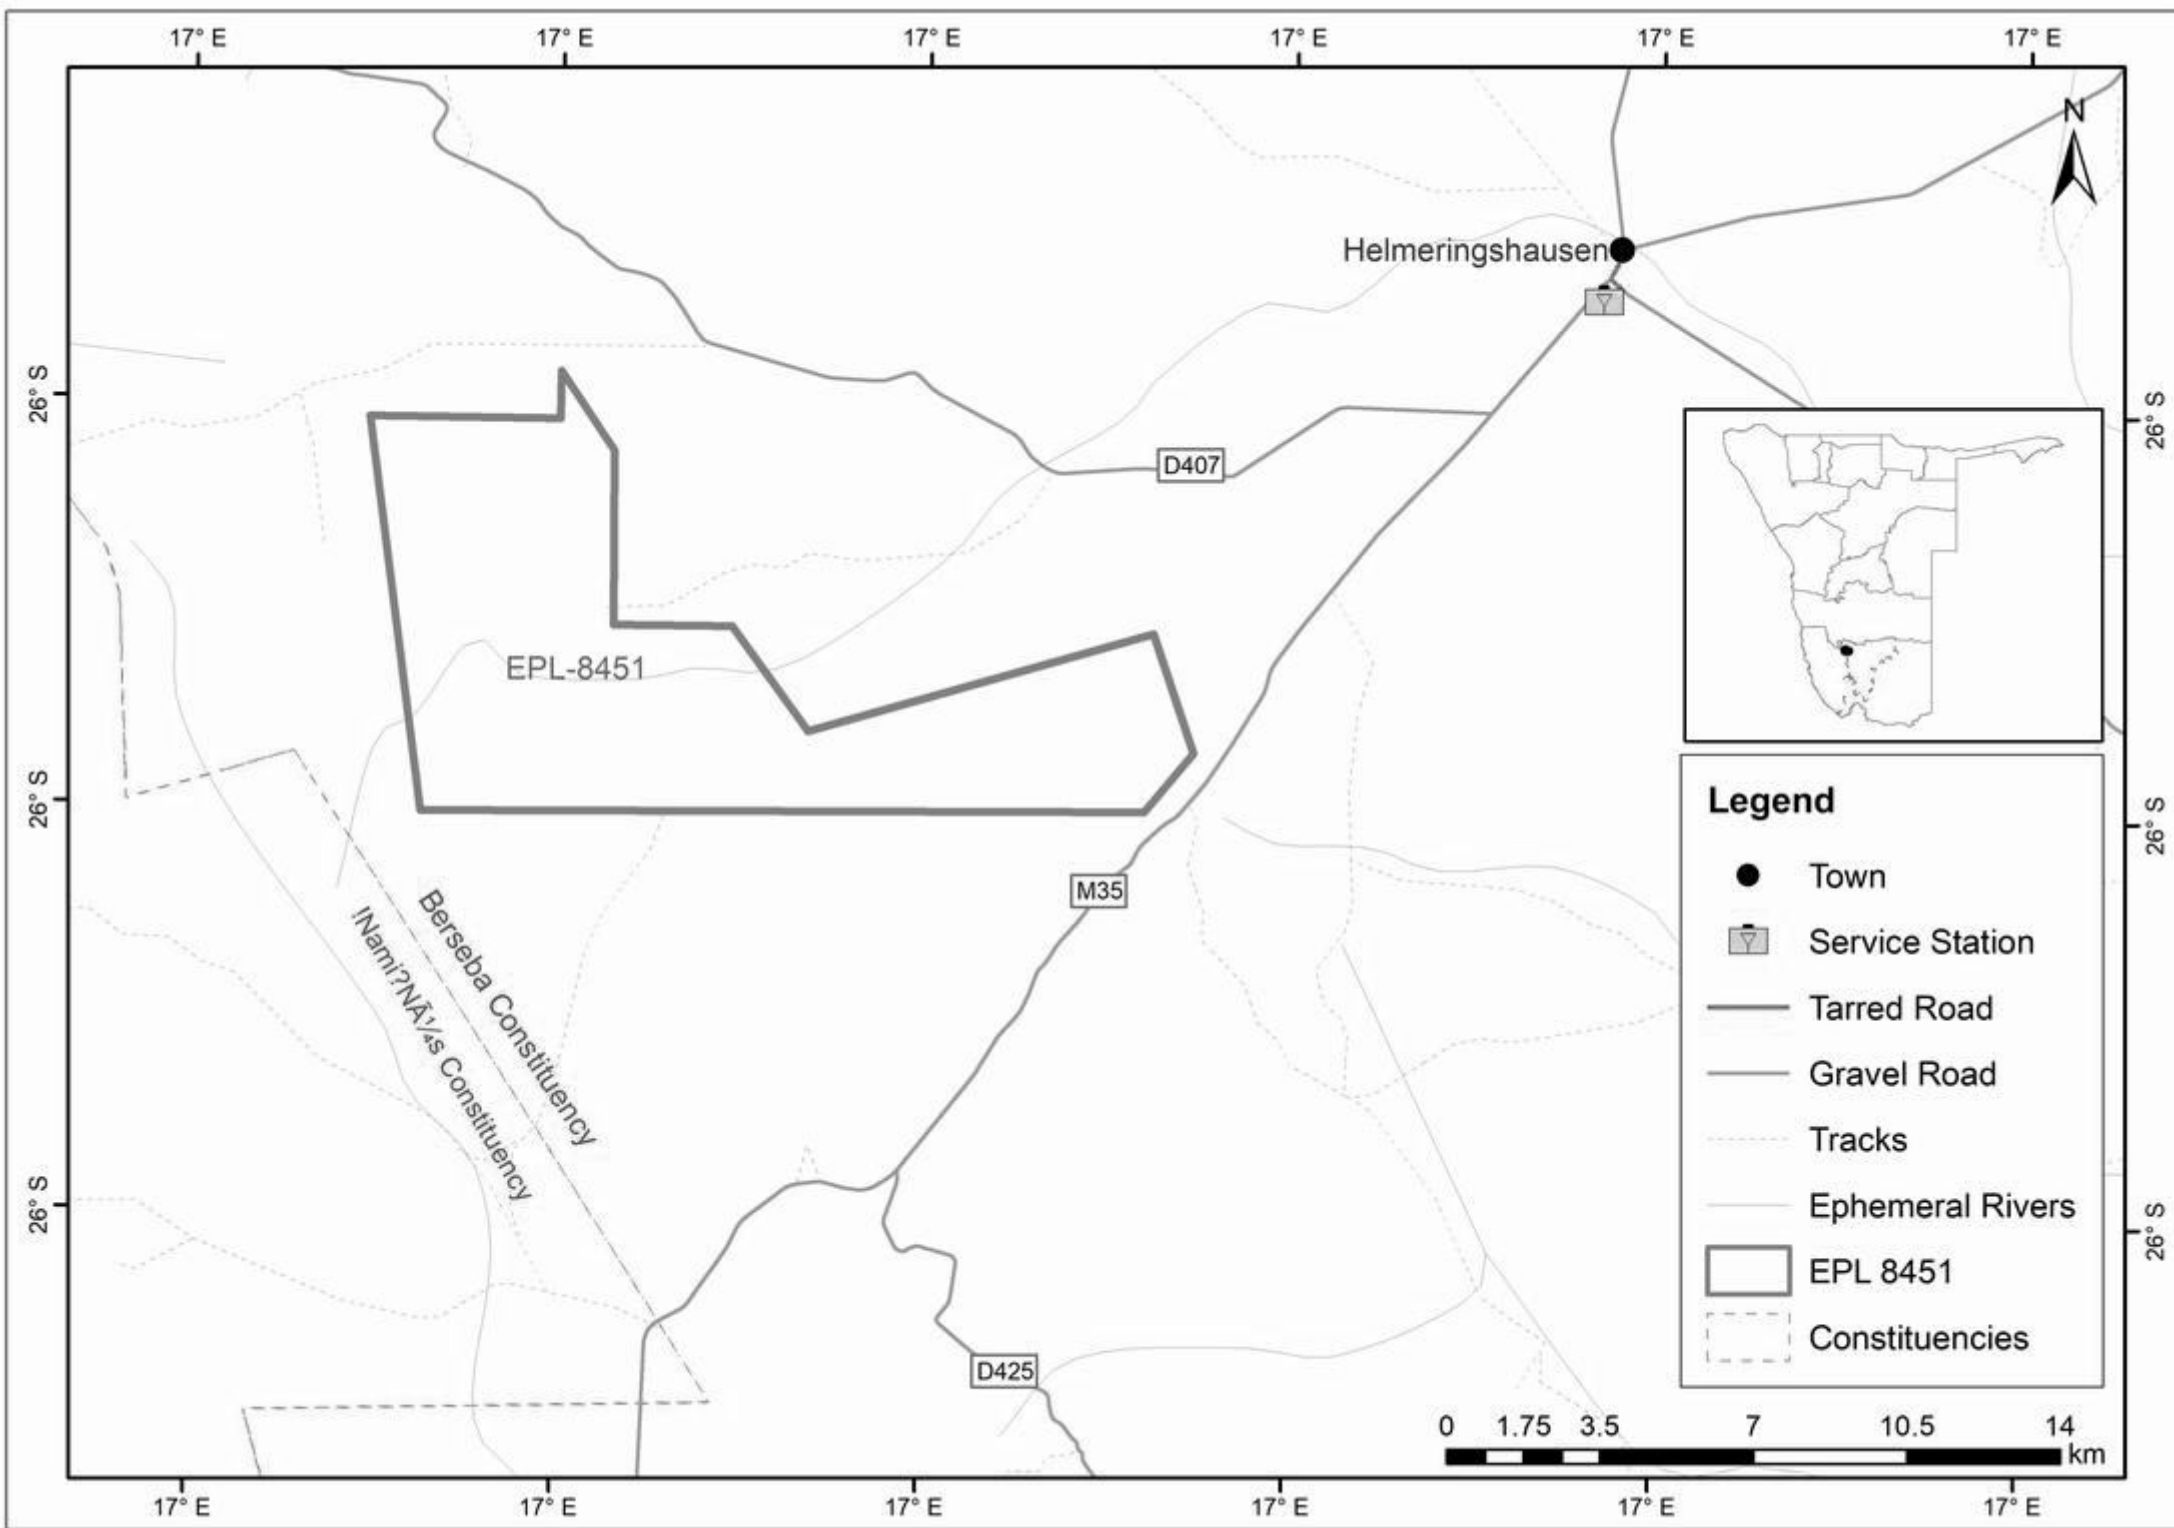 17° E 17° E 17° E 17° E 17° E 17° E
N
Helmeringshausen
26° S
26° S
D407
EPL-8451
26° S
26° S
M35
Berseba Constituency
!Nami?NÃ¼s Constituency
26° S
26° S
D425
Legend
Town
Service Station
Tarred Road
Gravel Road
Tracks
Ephemeral Rivers
EPL 8451
Constituencies
0 1.75 3.5 7 10.5 14
km
17° E 17° E 17° E 17° E 17° E 17° E